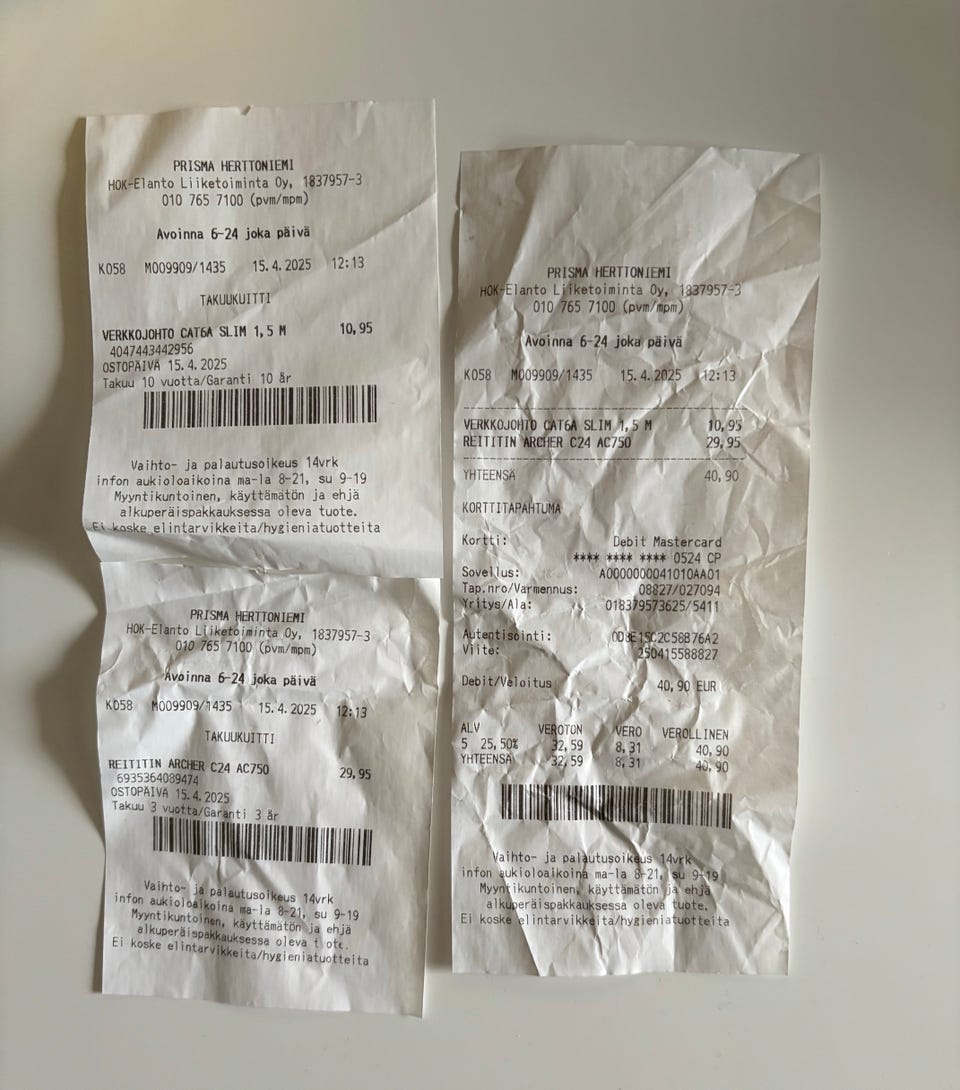 PRISMA HERTTONIEMI
HOK-Elanto Liiketoiminta Oy, 1837957-3
010 765 7100 (pvm/mpm)
Avoinna 6-24 joka päivä
K058 M009909/1435 15.4.2025 12:13
TAKUUKUITTI
VERKKOJOHTO CAT6A SLIM 1,5 M 10,95
4047443442956
OSTOPÄIVÄ 15.4.2025
Takuu 10 vuotta/Garanti 10 år
Vaihto- ja palautusoikeus 14vrk
infon aukioloaikoina ma-la 8-21, su 9-19
Myyntikuntoinen, käyttämätön ja ehjä
alkuperäispakkauksessa oleva tuote.
Ei koske elintarvikkeita/hygieniatuotteita
PRISMA HERTTONIEMI
HOK-Elanto Liiketoiminta Oy, 1837957-3
010 765 7100 (pvm/mpm)
Avoinna 6-24 joka päivä
K058 M009909/1435 15.4.2025 12:13
TAKUUKUITTI
REITITIN ARCHER C24 AC750 29,95
6935364089474
OSTOPÄIVÄ 15.4.2025
Takuu 3 vuotta/Garanti 3 år
Vaihto- ja palautusoikeus 14vrk
infon aukioloaikoina ma-la 8-21, su 9-19
Myyntikuntoinen, käyttämätön ja ehjä
alkuperäispakkauksessa oleva tuote.
Ei koske elintarvikkeita/hygieniatuotteita
PRISMA HERTTONIEMI
HOK-Elanto Liiketoiminta Oy, 1837957-3
010 765 7100 (pvm/mpm)
Avoinna 6-24 joka päivä
K058 M009909/1435 15.4.2025 12:13
VERKKOJOHTO CAT6A SLIM 1,5 M 10,95
REITITIN ARCHER C24 AC750 29,95
YHTEENSÄ 40,90
KORTTITAPAHTUMA
Kortti: Debit Mastercard
**** **** **** 0524 CP
Sovellus: A0000000041010AA01
Tap.nro/Varmennus: 08827/027094
Yritys/Ala: 018379573625/5411
Autentisointi: 0D8E15C2C58B76A2
Viite: 250415588827
Debit/Veloitus 40,90 EUR
ALV VEROTON VERO VEROLLINEN
5 25,50% 32,59 8,31 40,90
YHTEENSÄ 32,59 8,31 40,90
Vaihto- ja palautusoikeus 14vrk
infon aukioloaikoina ma-la 8-21, su 9-19
Myyntikuntoinen, käyttämätön ja ehjä
alkuperäispakkauksessa oleva tuote.
Ei koske elintarvikkeita/hygieniatuotteita